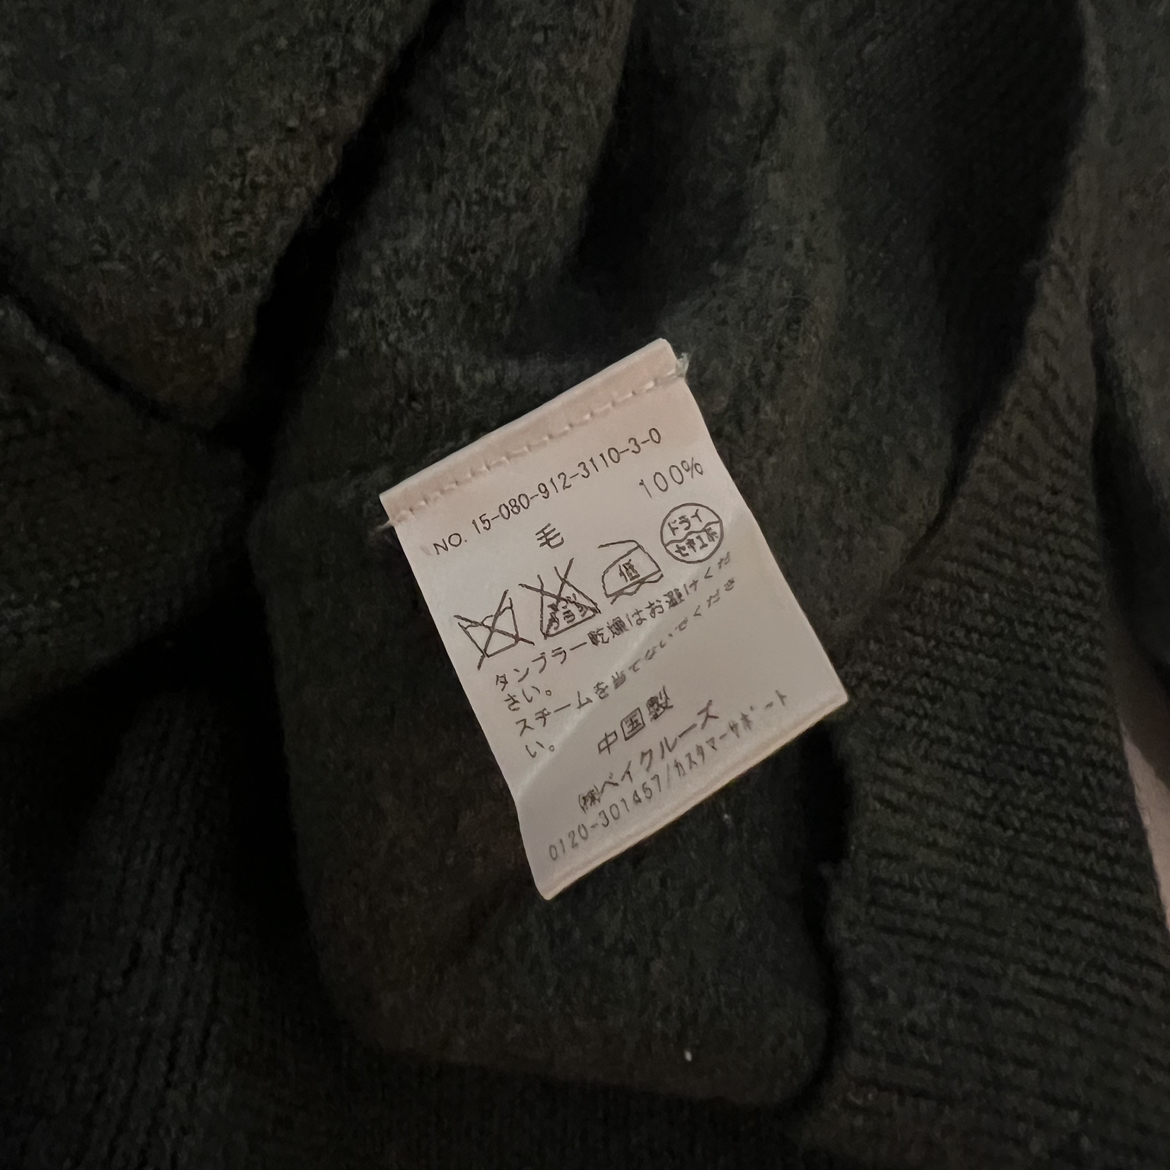 NO. 15-080-912-3110-3-0
毛 100%
低 ドライ セキユ系
タンブラー乾燥はお避けくだ
さい。
スチームを当てないでくださ
い。
中国製
㈱ベイクルーズ
0120-301457/カスタマーサポート